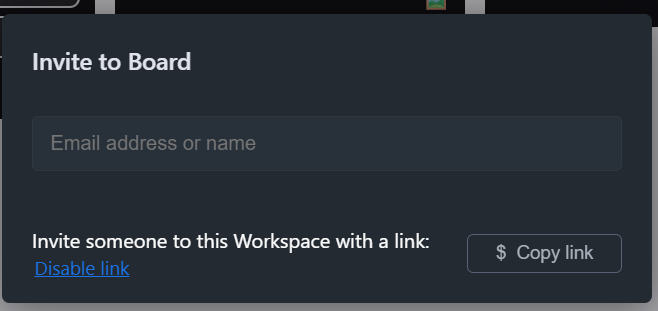 Invite to Board
Email address or name
Invite someone to this Workspace with a link:
Disable link
$ Copy link